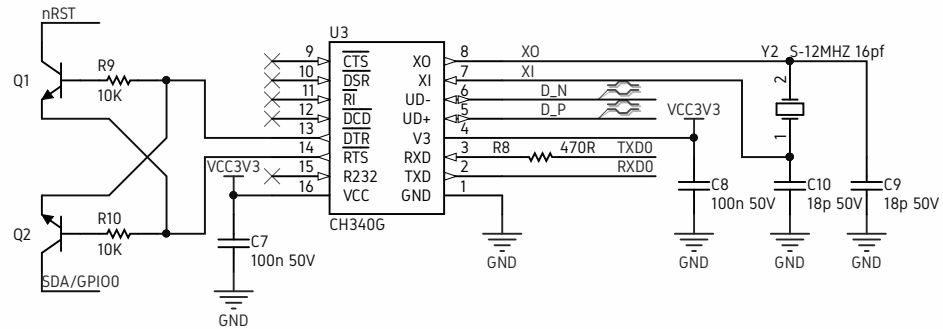 nRST
Q1
R9
10K
Q2
R10
10K
SDA/GPIO0
VCC3V3
C7
100n 50V
GND
U3
9 CTS XO 8 XO
10 DSR XI 7 XI
11 RI UD- 6 D_N
12 DCD UD+ 5 D_P
13 DTR V3 4
14 RTS RXD 3 R8 470R TXD0
15 R232 TXD 2 RXD0
16 VCC GND 1
CH340G
GND
VCC3V3
C8
100n 50V
GND
Y2 S-12MHZ 16pf
2
1
C10
18p 50V
GND
C9
18p 50V
GND